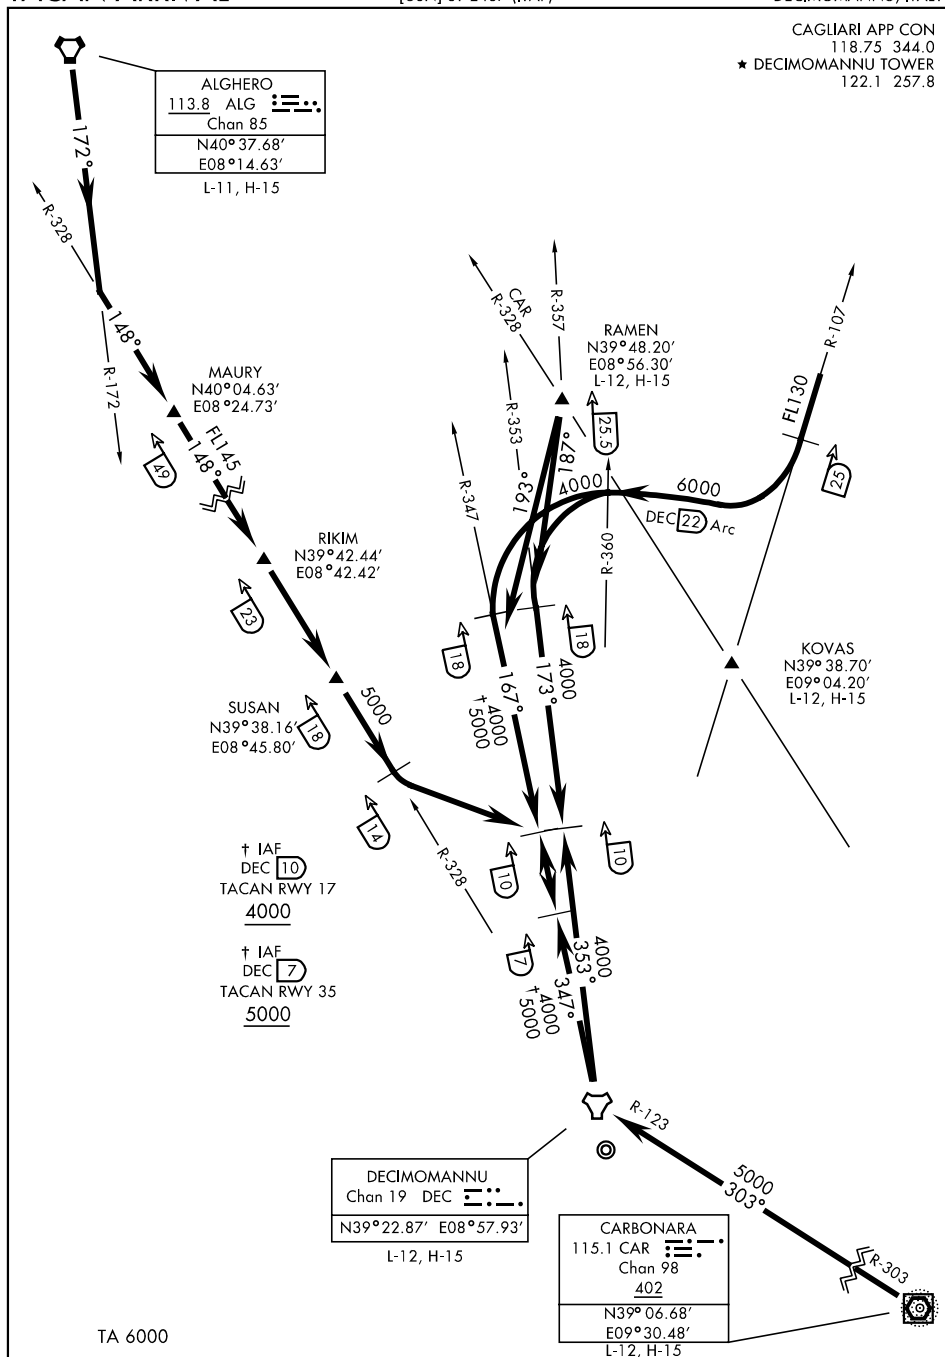 CAGLIARI APP CON
118.75 344.0
★ DECIMOMANNU TOWER
122.1 257.8
ALGHERO
113.8 ALG
Chan 85
N40°37.68'
E08°14.63'
L-11, H-15
172°
R-328
148°
R-172
MAURY
N40°04.63'
E08°24.73'
49
FL145
148°
RIKIM
N39°42.44'
E08°42.42'
23
SUSAN
N39°38.16'
E08°45.80'
18
5000
14
R-328
CAR
R-328
R-357
RAMEN
N39°48.20'
E08°56.30'
L-12, H-15
R-107
R-353
25.5
FL130
25
R-347
193°
187°
4000
6000
DEC 22 Arc
R-360
18
18
KOVAS
N39°38.70'
E09°04.20'
L-12, H-15
167°
† 4000
5000
173°
4000
† IAF
DEC 10
TACAN RWY 17
4000
† IAF
DEC 7
TACAN RWY 35
5000
10
10
7
4000
353°
347°
† 4000
5000
R-123
5000
303°
R-303
DECIMOMANNU
Chan 19 DEC
N39°22.87' E08°57.93'
L-12, H-15
CARBONARA
115.1 CAR
Chan 98
402
N39°06.68'
E09°30.48'
L-12, H-15
TA 6000